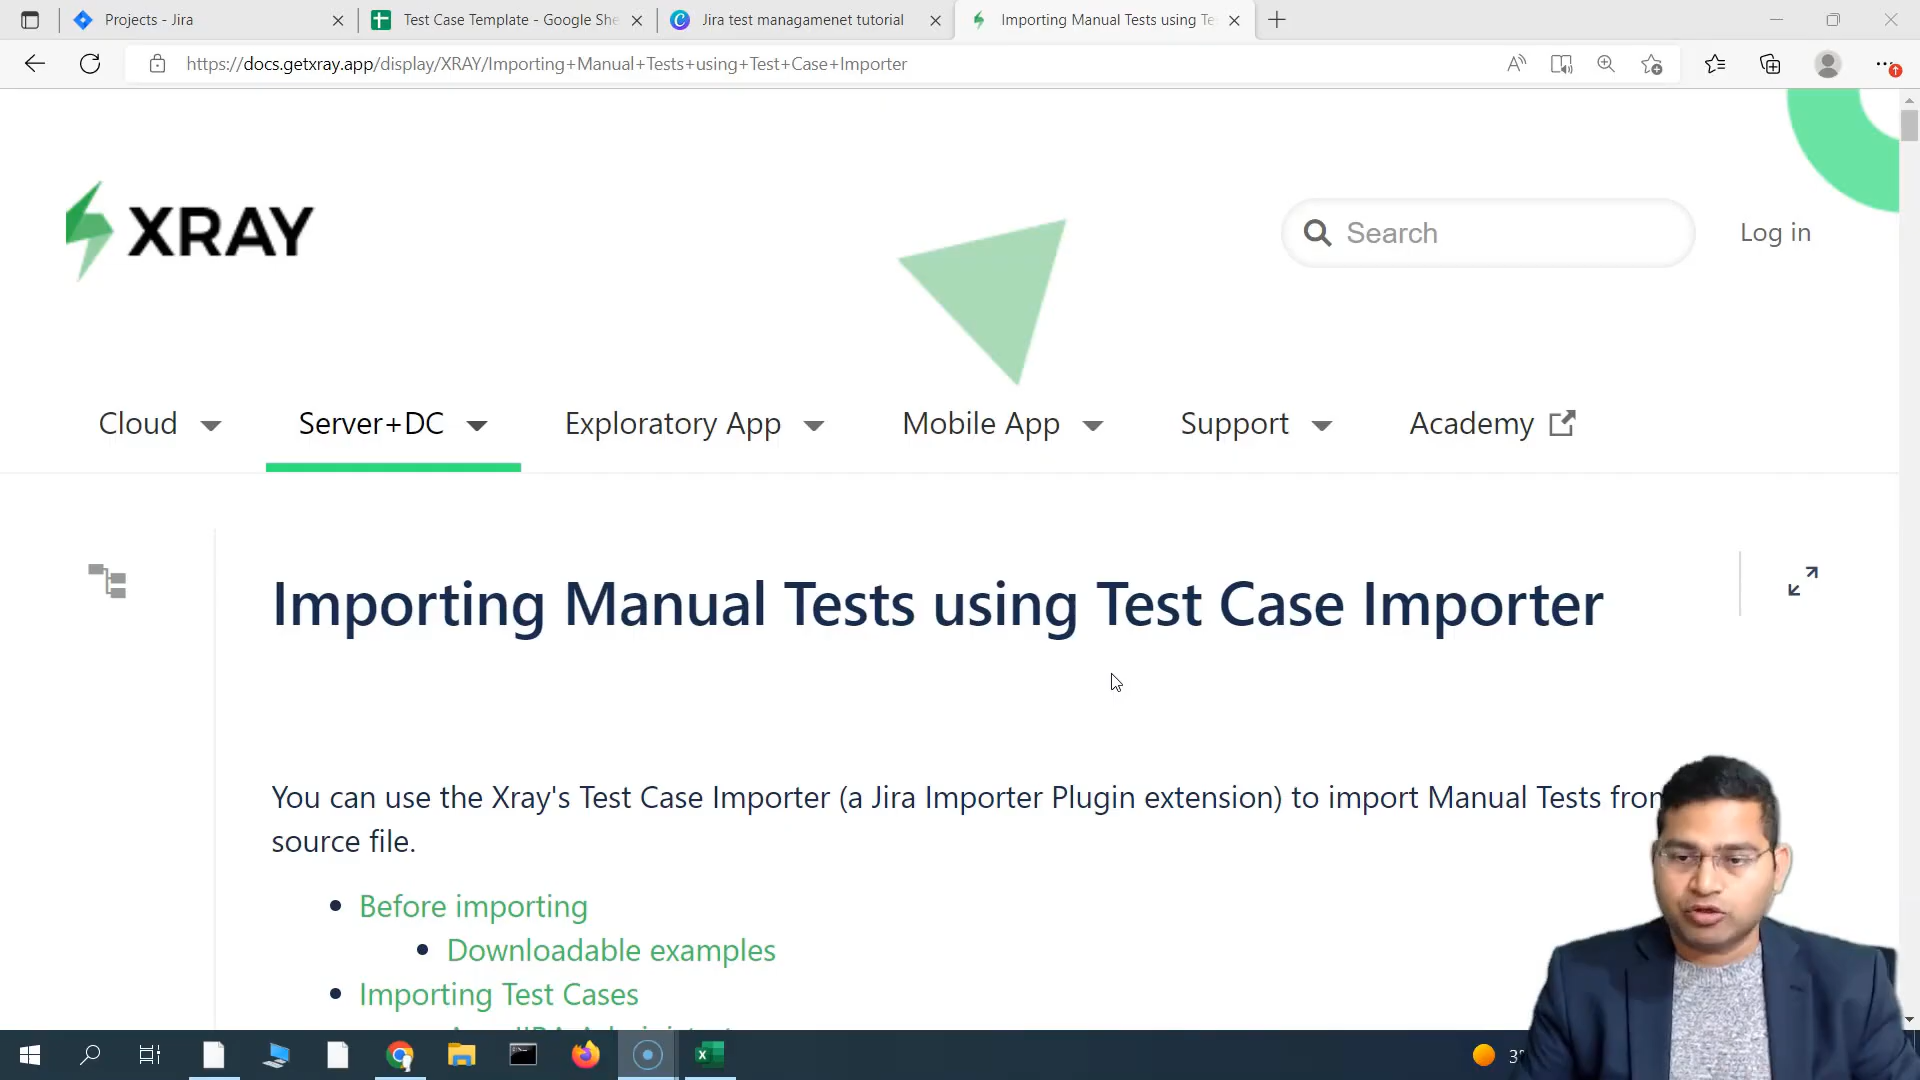 Projects - Jira
Test Case Template - Google She
Jira test managamenet tutorial
Importing Manual Tests using Te
https://docs.getxray.app/display/XRAY/Importing+Manual+Tests+using+Test+Case+Importer
XRAY
Search
Log in
Cloud
Server+DC
Exploratory App
Mobile App
Support
Academy
Importing Manual Tests using Test Case Importer
You can use the Xray's Test Case Importer (a Jira Importer Plugin extension) to import Manual Tests from
source file.
Before importing
Downloadable examples
Importing Test Cases